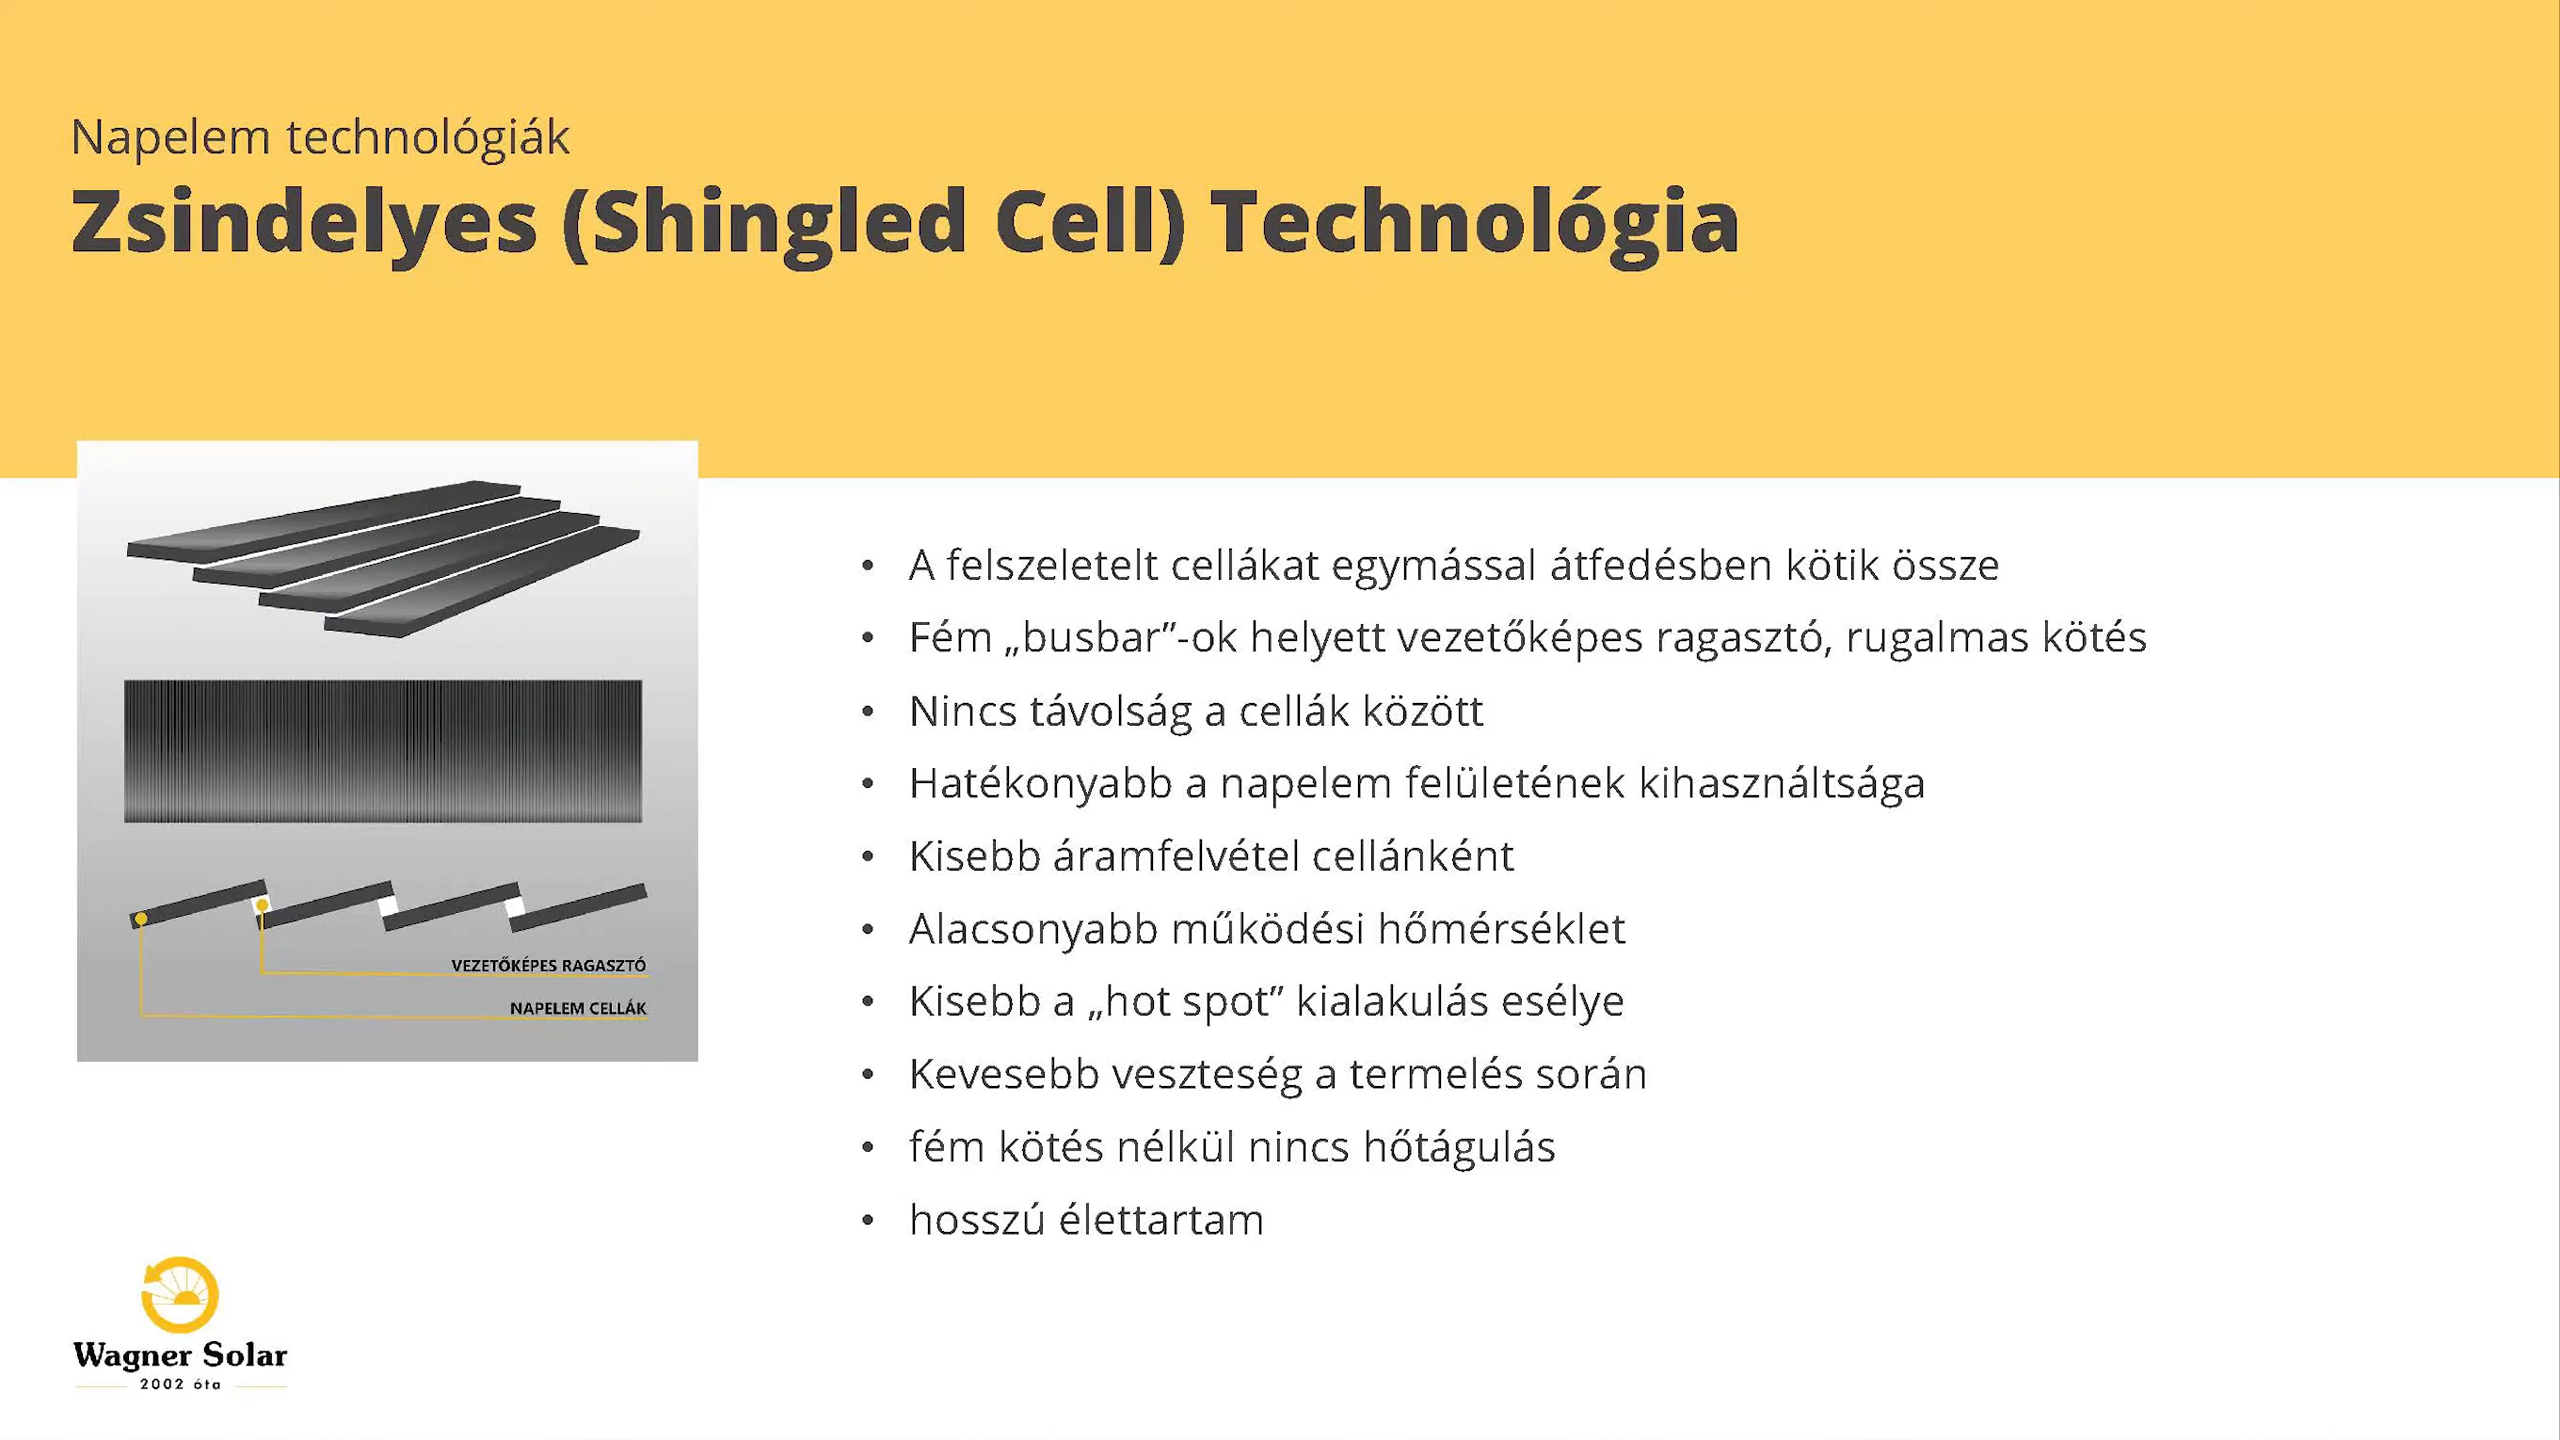 Napelem technológiák
Zsindelyes (Shingled Cell) Technológia
VEZETŐKÉPES RAGASZTÓ
NAPELEM CELLÁK
• A felszeletelt cellákat egymással átfedésben kötik össze
• Fém „busbar”-ok helyett vezetőképes ragasztó, rugalmas kötés
• Nincs távolság a cellák között
• Hatékonyabb a napelem felületének kihasználtsága
• Kisebb áramfelvétel cellánként
• Alacsonyabb működési hőmérséklet
• Kisebb a „hot spot” kialakulás esélye
• Kevesebb veszteség a termelés során
• fém kötés nélkül nincs hőtágulás
• hosszú élettartam
Wagner Solar
2002 óta